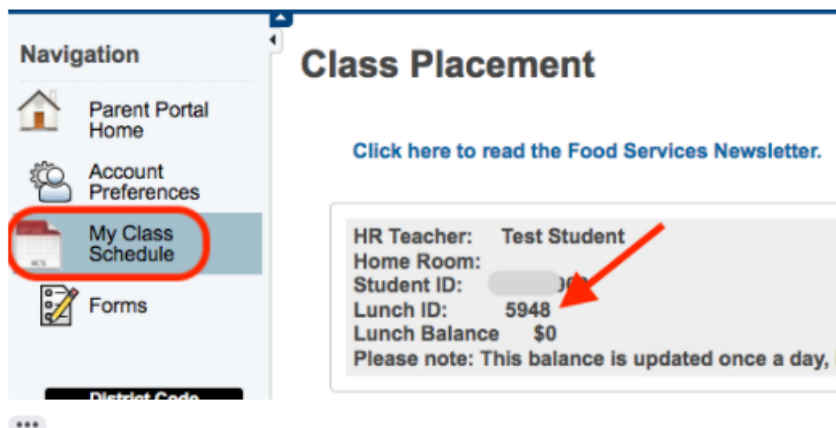 Navigation
Parent Portal
Home
Account
Preferences
My Class
Schedule
Forms
District Code
Class Placement
Click here to read the Food Services Newsletter.
HR Teacher: Test Student
Home Room:
Student ID:
Lunch ID: 5948
Lunch Balance $0
Please note: This balance is updated once a day,